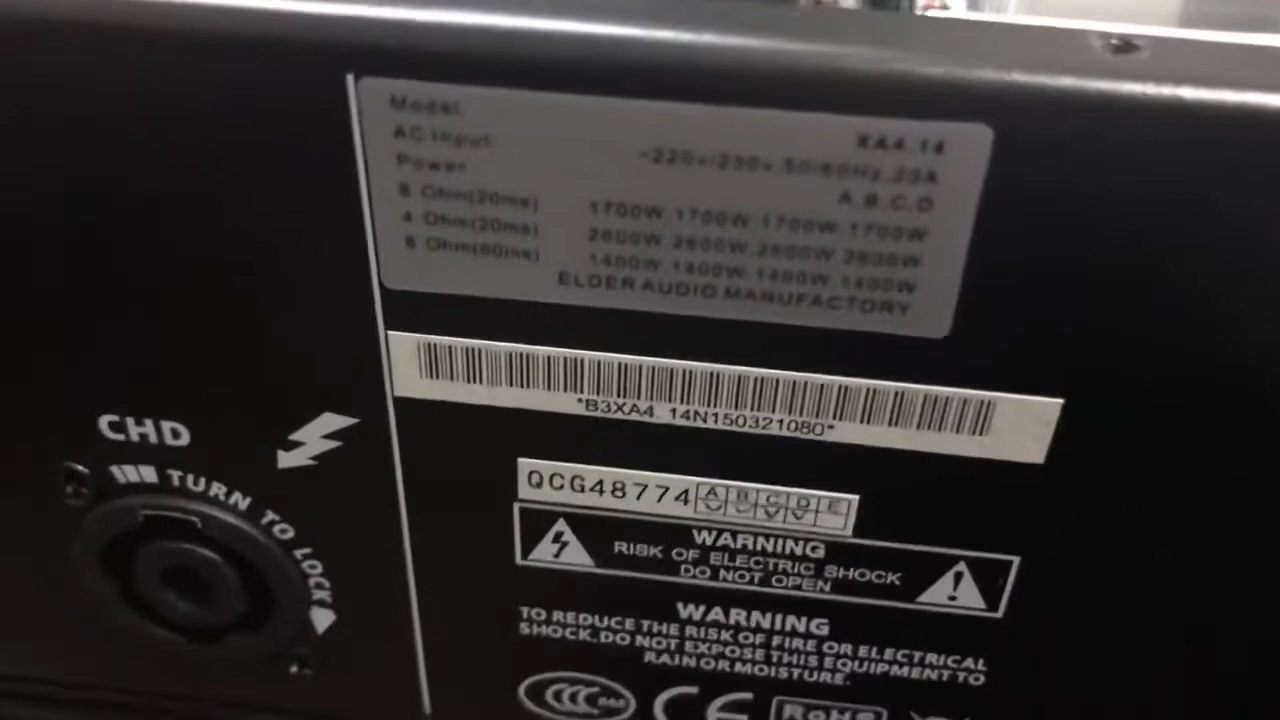 Model: XA4.14
AC Input: ~220v/230v.50/60Hz.20A
Power A.B.C.D
8 Ohm(20ms) 1700W.1700W.1700W.1700W
4 Ohm(20ms) 2600W.2600W.2600W.2600W
8 Ohm(60ms) 1400W.1400W.1400W.1400W
ELDER AUDIO MANUFACTORY
*B3XA4.14N150321080*
QCG48774 A B C D E
WARNING
RISK OF ELECTRIC SHOCK
DO NOT OPEN
WARNING
TO REDUCE THE RISK OF FIRE OR ELECTRICAL
SHOCK.DO NOT EXPOSE THIS EQUIPMENT TO
RAIN OR MOISTURE.
CCC CE RoHS
CHD
TURN TO LOCK